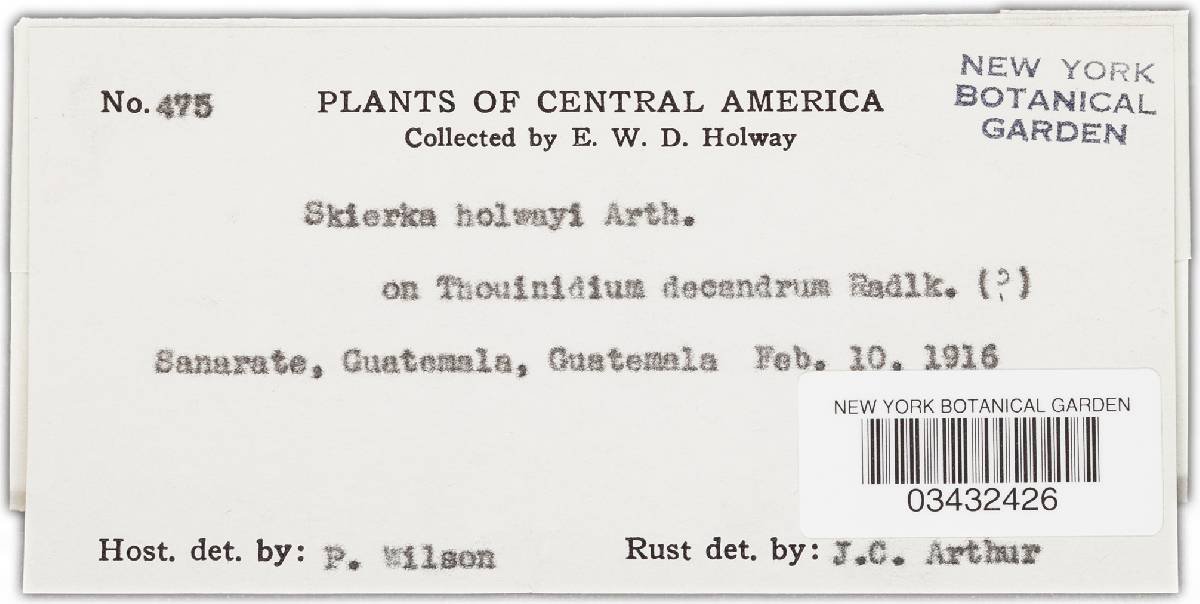 No. 475
PLANTS OF CENTRAL AMERICA
Collected by E. W. D. Holway
NEW YORK
BOTANICAL
GARDEN
Skierka holwayi Arth.
on Thouinidium decandrum Radlk. (?)
Sanarate, Guatemala, Guatemala Feb. 10. 1916
NEW YORK BOTANICAL GARDEN
03432426
Host. det. by: P. Wilson
Rust det. by: J.C. Arthur